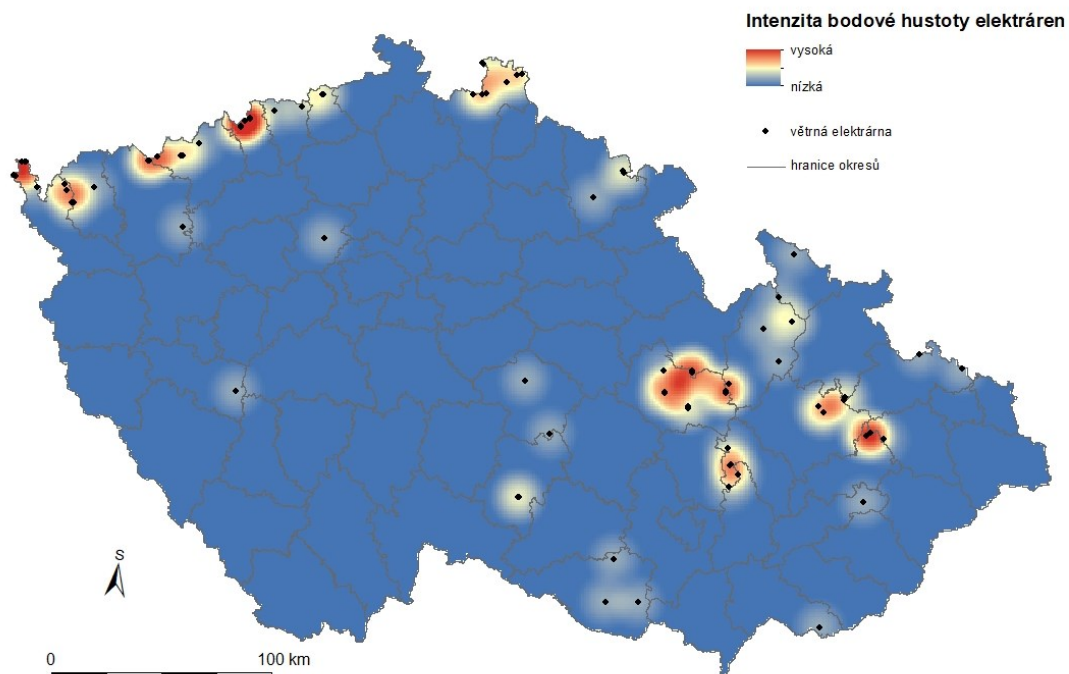 Intenzita bodové hustoty elektráren
vysoká
nízká
větrná elektrárna
hranice okresů
S
0 100 km